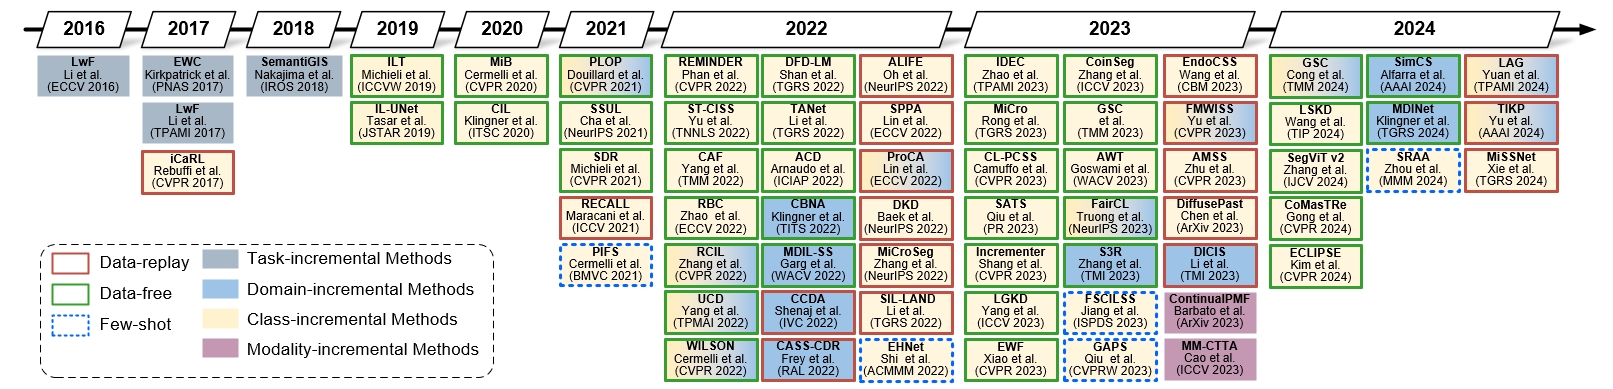 2016
2017
2018
2019
2020
2021
2022
2023
2024
LwF
Li et al.
(ECCV 2016)
EWC
Kirkpatrick et al.
(PNAS 2017)
LwF
Li et al.
(TPAMI 2017)
iCaRL
Rebuffi et al.
(CVPR 2017)
SemantiGIS
Nakajima et al.
(IROS 2018)
ILT
Michieli et al.
(ICCVW 2019)
IL-UNet
Tasar et al.
(JSTAR 2019)
MiB
Cermelli et al.
(CVPR 2020)
CIL
Klingner et al.
(ITSC 2020)
PLOP
Douillard et al.
(CVPR 2021)
SSUL
Cha et al.
(NeurIPS 2021)
SDR
Michieli et al.
(CVPR 2021)
RECALL
Maracani et al.
(ICCV 2021)
PIFS
Cermelli et al.
(BMVC 2021)
REMINDER
Phan et al.
(CVPR 2022)
ST-CISS
Yu et al.
(TNNLS 2022)
CAF
Yang et al.
(TMM 2022)
RBC
Zhao et al.
(ECCV 2022)
RCIL
Zhang et al.
(CVPR 2022)
UCD
Yang et al.
(TPMAI 2022)
WILSON
Cermelli et al.
(CVPR 2022)
DFD-LM
Shan et al.
(TGRS 2022)
TANet
Li et al.
(TGRS 2022)
ACD
Arnaudo et al.
(ICIAP 2022)
CBNA
Klingner et al.
(TITS 2022)
MDIL-SS
Garg et al.
(WACV 2022)
CCDA
Shenaj et al.
(IVC 2022)
CASS-CDR
Frey et al.
(RAL 2022)
ALIFE
Oh et al.
(NeurIPS 2022)
SPPA
Lin et al.
(ECCV 2022)
ProCA
Lin et al.
(ECCV 2022)
DKD
Baek et al.
(NeurIPS 2022)
MiCroSeg
Zhang et al.
(NeurIPS 2022)
SIL-LAND
Li et al.
(TGRS 2022)
EHNet
Shi et al.
(ACMMM 2022)
IDEC
Zhao et al.
(TPAMI 2023)
MiCro
Rong et al.
(TGRS 2023)
CL-PCSS
Camuffo et al.
(CVPR 2023)
SATS
Qiu et al.
(PR 2023)
Incrementer
Shang et al.
(CVPR 2023)
LGKD
Yang et al.
(ICCV 2023)
EWF
Xiao et al.
(CVPR 2023)
CoinSeg
Zhang et al.
(ICCV 2023)
GSC
et al.
(TMM 2023)
AWT
Goswami et al.
(WACV 2023)
FairCL
Truong et al.
(NeurIPS 2023)
S3R
Zhang et al.
(TMI 2023)
FSCILSS
Jiang et al.
(ISPDS 2023)
GAPS
Qiu et al.
(CVPRW 2023)
EndoCSS
Wang et al.
(CBM 2023)
FMWISS
Yu et al.
(CVPR 2023)
AMSS
Zhu et al.
(CVPR 2023)
DiffusePast
Chen et al.
(ArXiv 2023)
DICIS
Li et al.
(TMI 2023)
ContinualPMF
Barbato et al.
(ArXiv 2023)
MM-CTTA
Cao et al.
(ICCV 2023)
GSC
Cong et al.
(TMM 2024)
LSKD
Wang et al.
(TIP 2024)
SegViT v2
Zhang et al.
(IJCV 2024)
CoMasTRe
Gong et al.
(CVPR 2024)
ECLIPSE
Kim et al.
(CVPR 2024)
SimCS
Alfarra et al.
(AAAI 2024)
MDINet
Klingner et al.
(TGRS 2024)
SRAA
Zhou et al.
(MMM 2024)
LAG
Yuan et al.
(TPAMI 2024)
TIKP
Yu et al.
(AAAI 2024)
MiSSNet
Xie et al.
(TGRS 2024)
Data-replay
Data-free
Few-shot
Task-incremental Methods
Domain-incremental Methods
Class-incremental Methods
Modality-incremental Methods